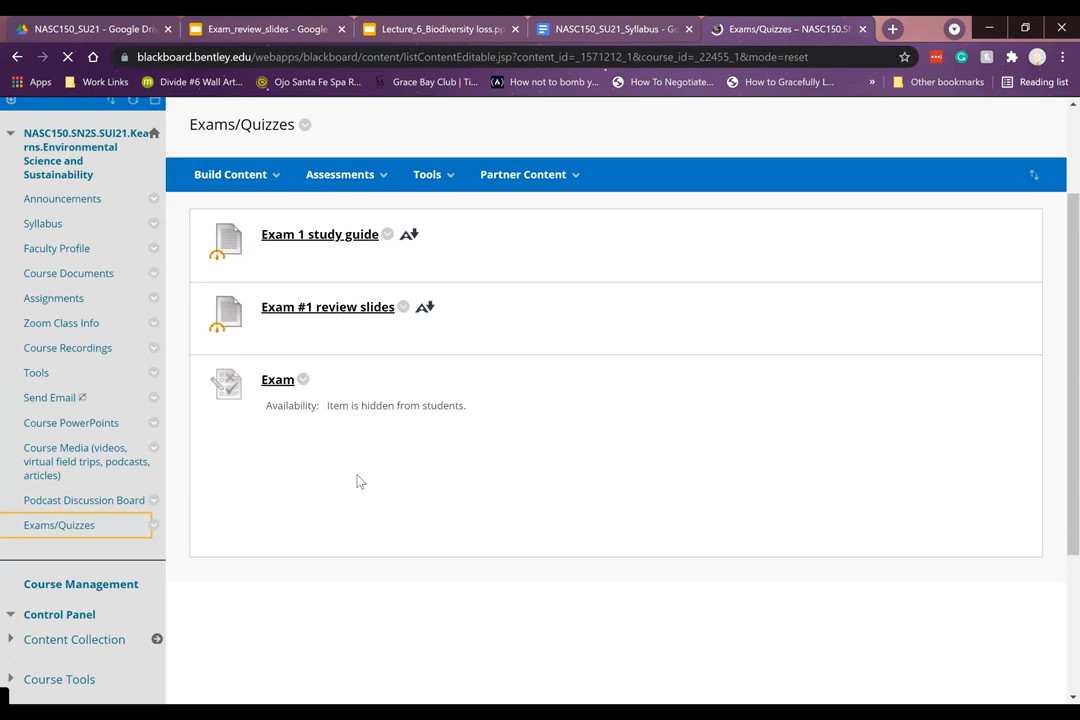 NASC150_SU21 - Google Dri
Exam_review_slides - Google
Lecture_6_Biodiversity loss.pp
NASC150_SU21_Syllabus - Go
Exams/Quizzes – NASC150.S
blackboard.bentley.edu/webapps/blackboard/content/listContentEditable.jsp?content_id=_1571212_1&course_id=_22455_1&mode=reset
Apps
Work Links
Divide #6 Wall Art...
Ojo Santa Fe Spa R...
Grace Bay Club | Ti...
How not to bomb y...
How To Negotiate...
How to Gracefully L...
»
Other bookmarks
Reading list
NASC150.SN2S.SUI21.Kea
rns.Environmental
Science and
Sustainability
Announcements
Syllabus
Faculty Profile
Course Documents
Assignments
Zoom Class Info
Course Recordings
Tools
Send Email
Course PowerPoints
Course Media (videos,
virtual field trips, podcasts,
articles)
Podcast Discussion Board
Exams/Quizzes
Course Management
Control Panel
Content Collection
Course Tools
Exams/Quizzes
Build Content
Assessments
Tools
Partner Content
Exam 1 study guide
Exam #1 review slides
Exam
Availability: Item is hidden from students.